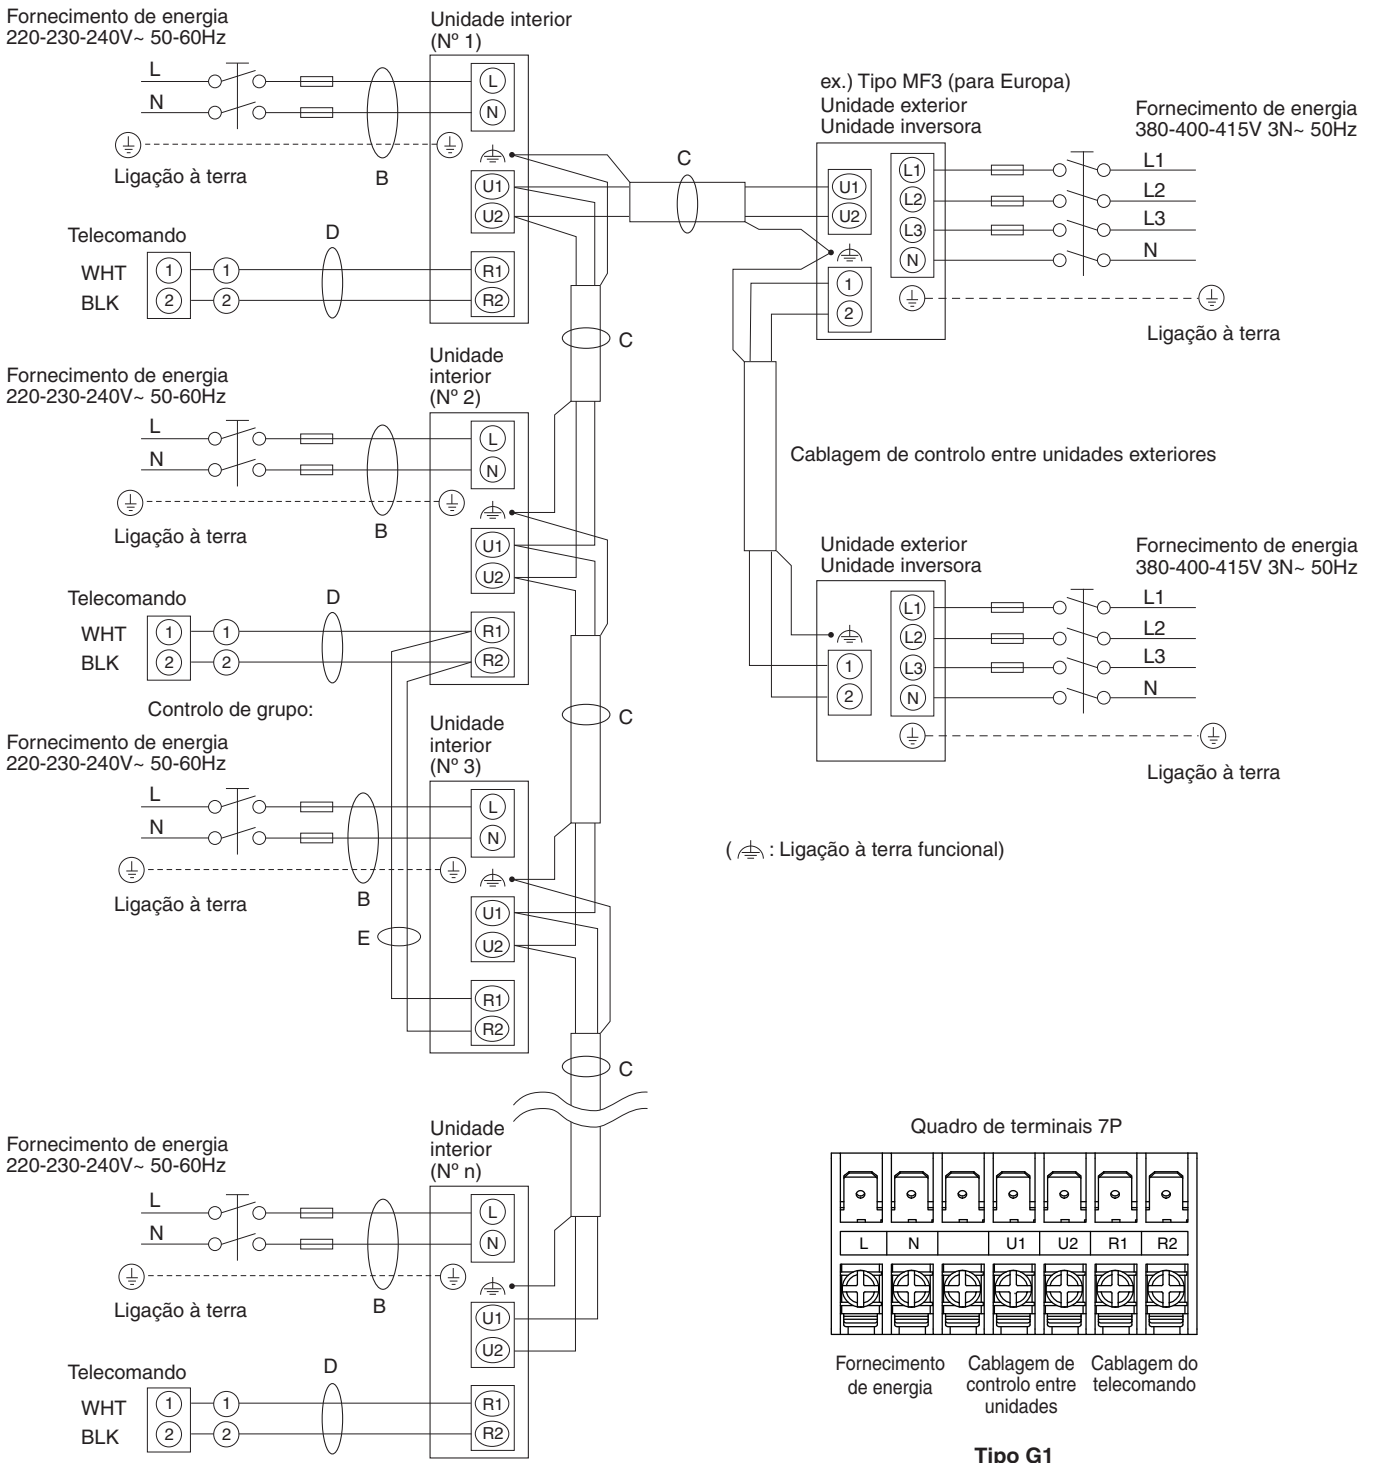 Fornecimento de energia
220-230-240V~ 50-60Hz
L
N
Ligação à terra
B
Unidade interior
(Nº 1)
L
N
U1
U2
R1
R2
Telecomando
WHT 1 1
BLK 2 2
D
C
C
ex.) Tipo MF3 (para Europa)
Unidade exterior
Unidade inversora
U1
U2
1
2
L1
L2
L3
N
Fornecimento de energia
380-400-415V 3N~ 50Hz
L1
L2
L3
N
Ligação à terra
Fornecimento de energia
220-230-240V~ 50-60Hz
L
N
Ligação à terra
B
Unidade
interior
(Nº 2)
L
N
U1
U2
R1
R2
Telecomando
WHT 1 1
BLK 2 2
D
C
Cablagem de controlo entre unidades exteriores
Unidade exterior
Unidade inversora
1
2
L1
L2
L3
N
Fornecimento de energia
380-400-415V 3N~ 50Hz
L1
L2
L3
N
Ligação à terra
Controlo de grupo:
Fornecimento de energia
220-230-240V~ 50-60Hz
L
N
Ligação à terra
B
E
Unidade
interior
(Nº 3)
L
N
U1
U2
R1
R2
C
( : Ligação à terra funcional)
Fornecimento de energia
220-230-240V~ 50-60Hz
L
N
Ligação à terra
B
Unidade
interior
(Nº n)
L
N
U1
U2
R1
R2
Telecomando
WHT 1 1
BLK 2 2
D
Quadro de terminais 7P
L N U1 U2 R1 R2
Fornecimento
de energia
Cablagem de
controlo entre
unidades
Cablagem do
telecomando
Tipo G1